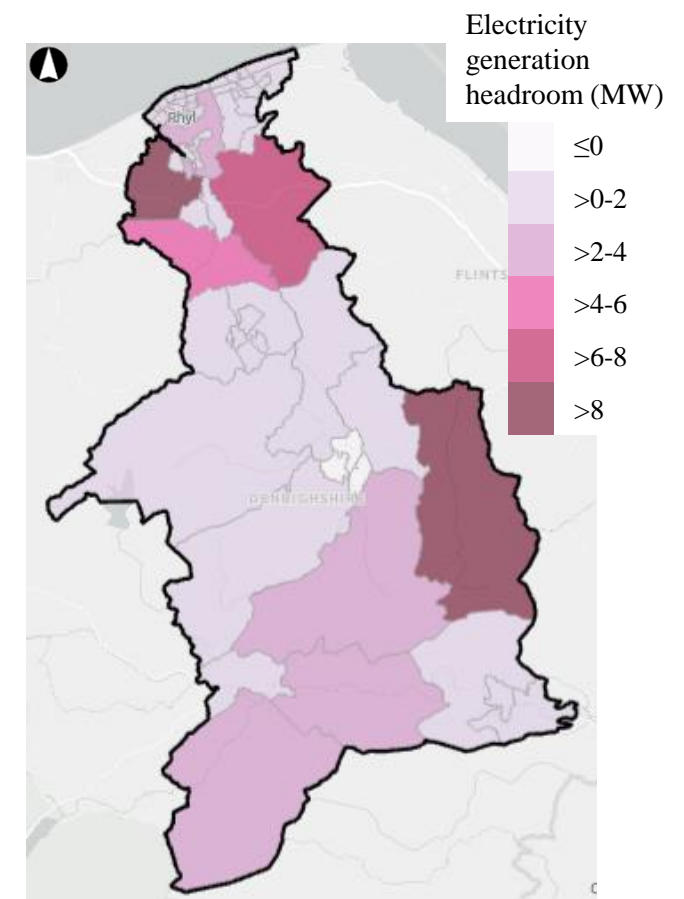 Electricity
generation
headroom (MW)
≤0
>0-2
>2-4
>4-6
>6-8
>8
Rhyl
FLINTS
DENBIGHSHIRE